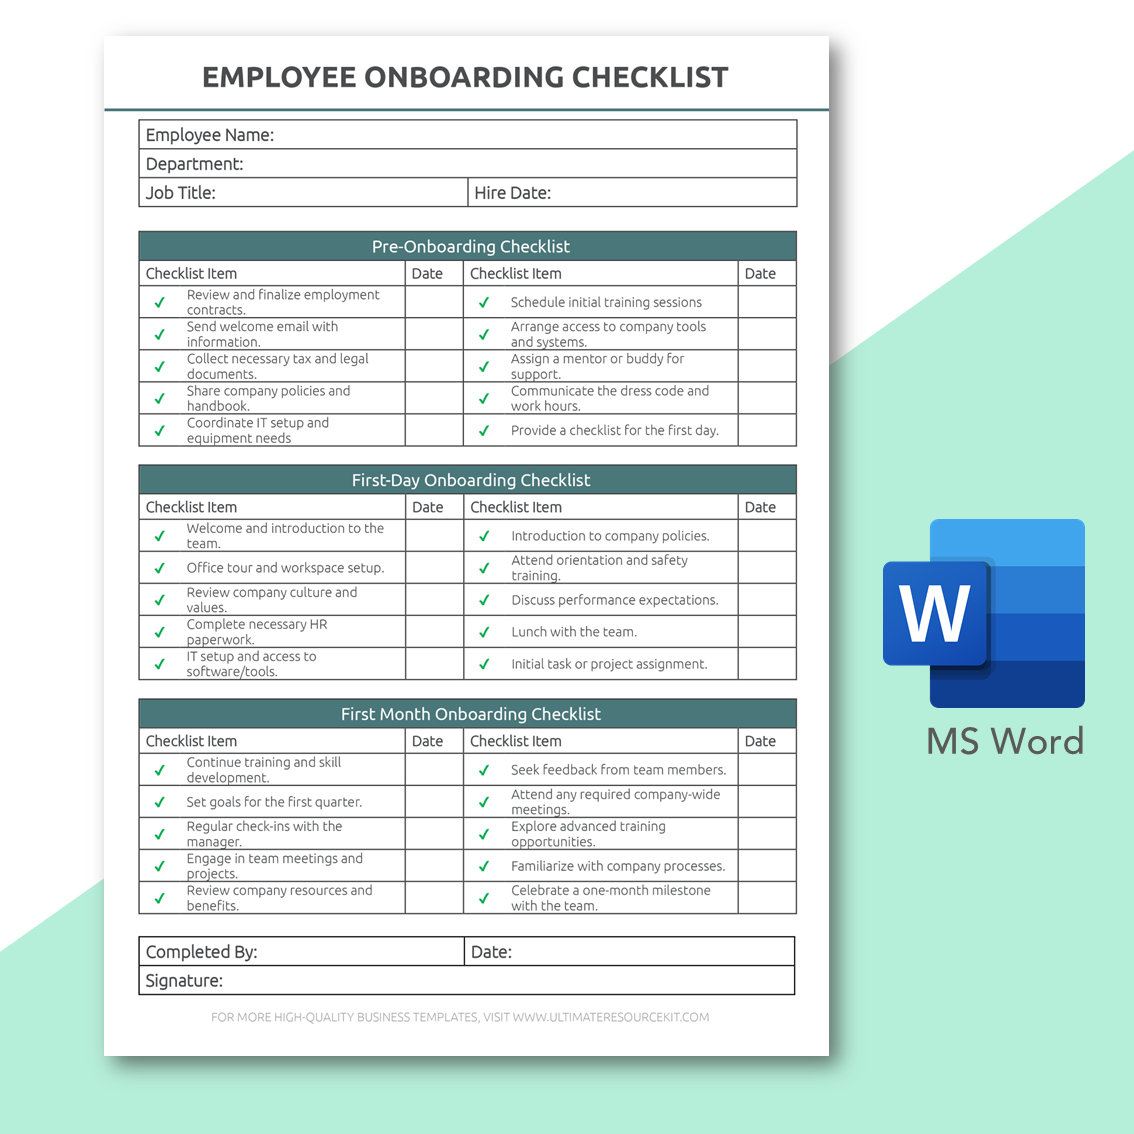 EMPLOYEE ONBOARDING CHECKLIST
Employee Name:
Department:
Job Title:
Hire Date:
Pre-Onboarding Checklist
Checklist Item
Date
Checklist Item
Date
Review and finalize employment
contracts.
Schedule initial training sessions
Send welcome email with
information.
Arrange access to company tools
and systems.
Collect necessary tax and legal
documents.
Assign a mentor or buddy for
support.
Share company policies and
handbook.
Communicate the dress code and
work hours.
Coordinate IT setup and
equipment needs
Provide a checklist for the first day.
First-Day Onboarding Checklist
Checklist Item
Date
Checklist Item
Date
Welcome and introduction to the
team.
Introduction to company policies.
Office tour and workspace setup.
Attend orientation and safety
training.
Review company culture and
values.
Discuss performance expectations.
Complete necessary HR
paperwork.
Lunch with the team.
IT setup and access to
software/tools.
Initial task or project assignment.
First Month Onboarding Checklist
Checklist Item
Date
Checklist Item
Date
Continue training and skill
development.
Seek feedback from team members.
Set goals for the first quarter.
Attend any required company-wide
meetings.
Regular check-ins with the
manager.
Explore advanced training
opportunities.
Engage in team meetings and
projects.
Familiarize with company processes.
Review company resources and
benefits.
Celebrate a one-month milestone
with the team.
Completed By:
Date:
Signature:
FOR MORE HIGH-QUALITY BUSINESS TEMPLATES, VISIT WWW.ULTIMATERESOURCEKIT.COM
W
MS Word